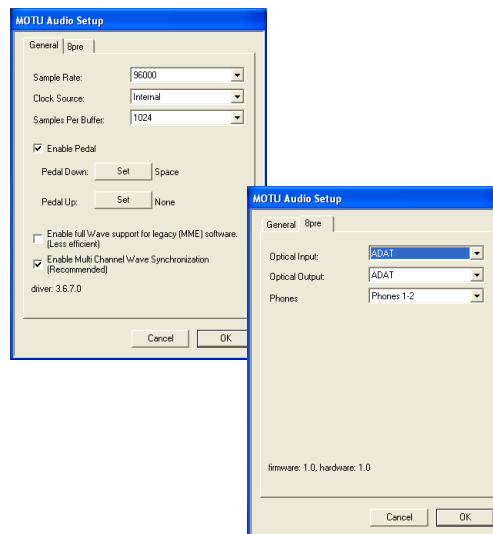 MOTU Audio Setup
General 8pre
Sample Rate: 96000
Clock Source: Internal
Samples Per Buffer: 1024
Enable Pedal
Pedal Down: Set Space
Pedal Up: Set None
Enable full Wave support for legacy (MME) software.
(Less efficient)
Enable Multi Channel Wave Synchronization
(Recommended)
driver: 3.6.7.0
Cancel OK
MOTU Audio Setup
General 8pre
Optical Input: ADAT
Optical Output: ADAT
Phones Phones 1-2
firmware: 1.0, hardware: 1.0
Cancel OK